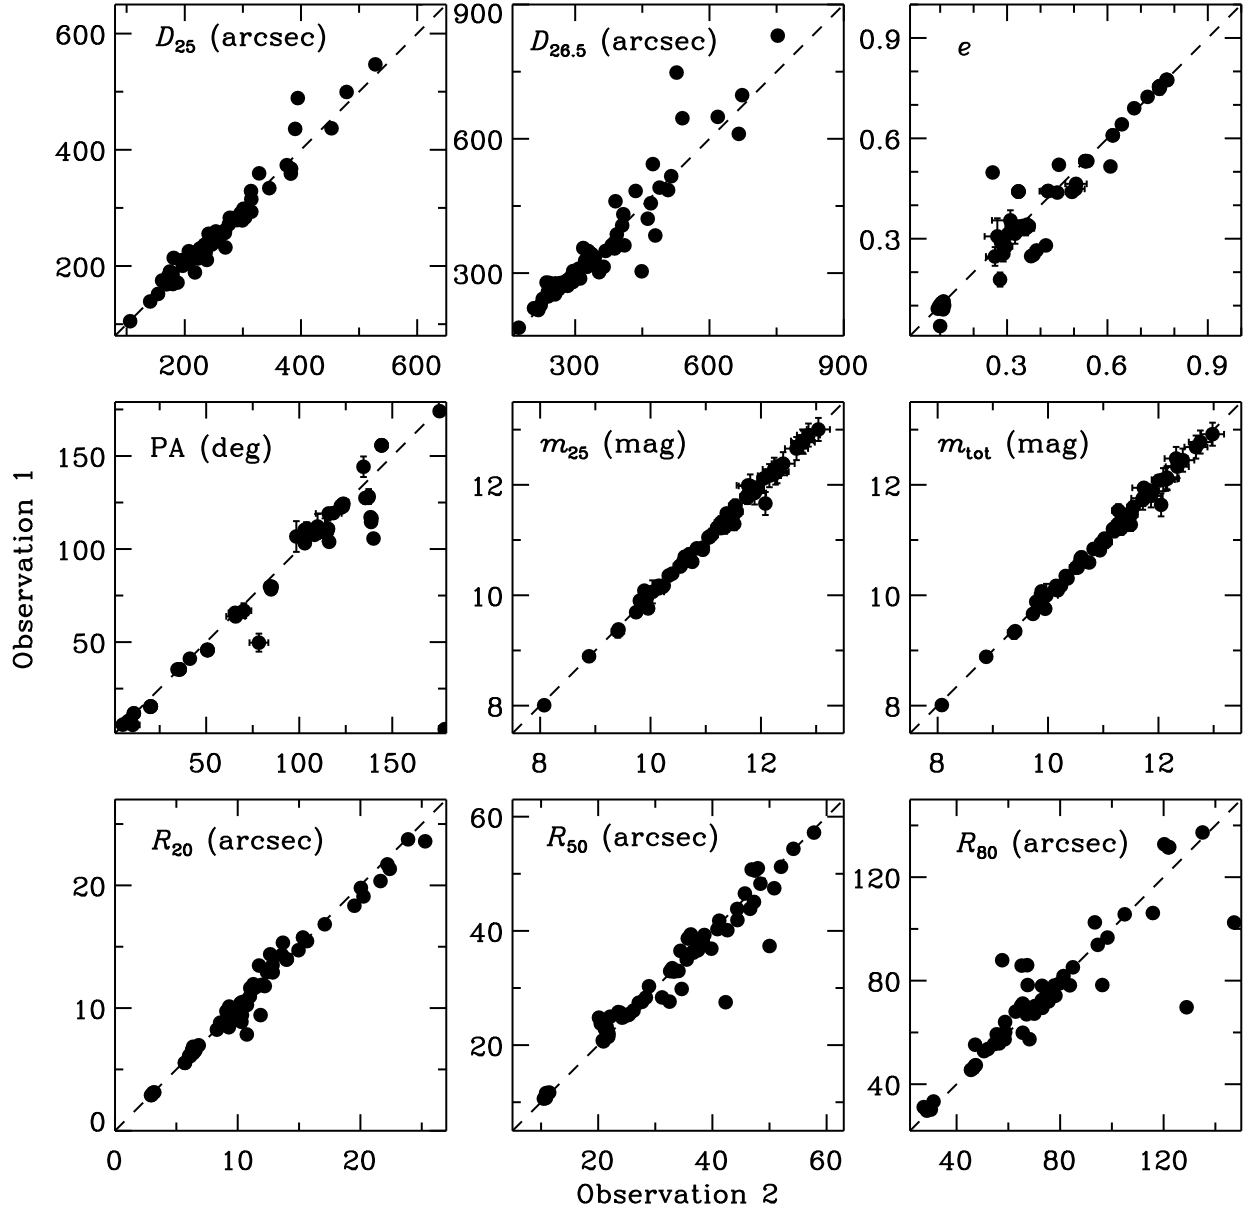 D25 (arcsec)
600
400
200
200 400 600
D26.5 (arcsec)
900
600
300
300 600 900
e
0.9
0.6
0.3
0.3 0.6 0.9
PA (deg)
150
100
50
50 100 150
m25 (mag)
12
10
8
8 10 12
mtot (mag)
12
10
8
8 10 12
Observation 1
R20 (arcsec)
20
10
0
0 10 20
R50 (arcsec)
60
40
20
20 40 60
R80 (arcsec)
120
80
40
40 80 120
Observation 2